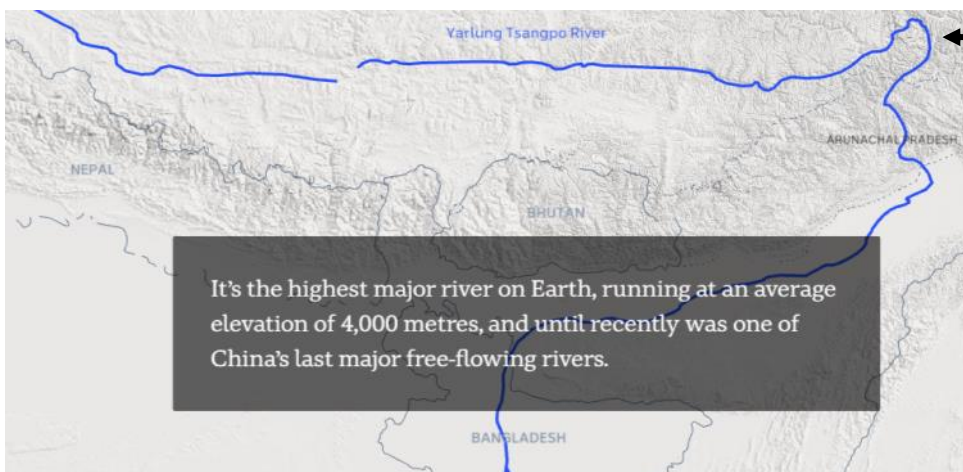 Yarlung Tsangpo River
ARUNACHAL PRADESH
NEPAL
BHUTAN
It’s the highest major river on Earth, running at an average
elevation of 4,000 metres, and until recently was one of
China’s last major free-flowing rivers.
BANGLADESH